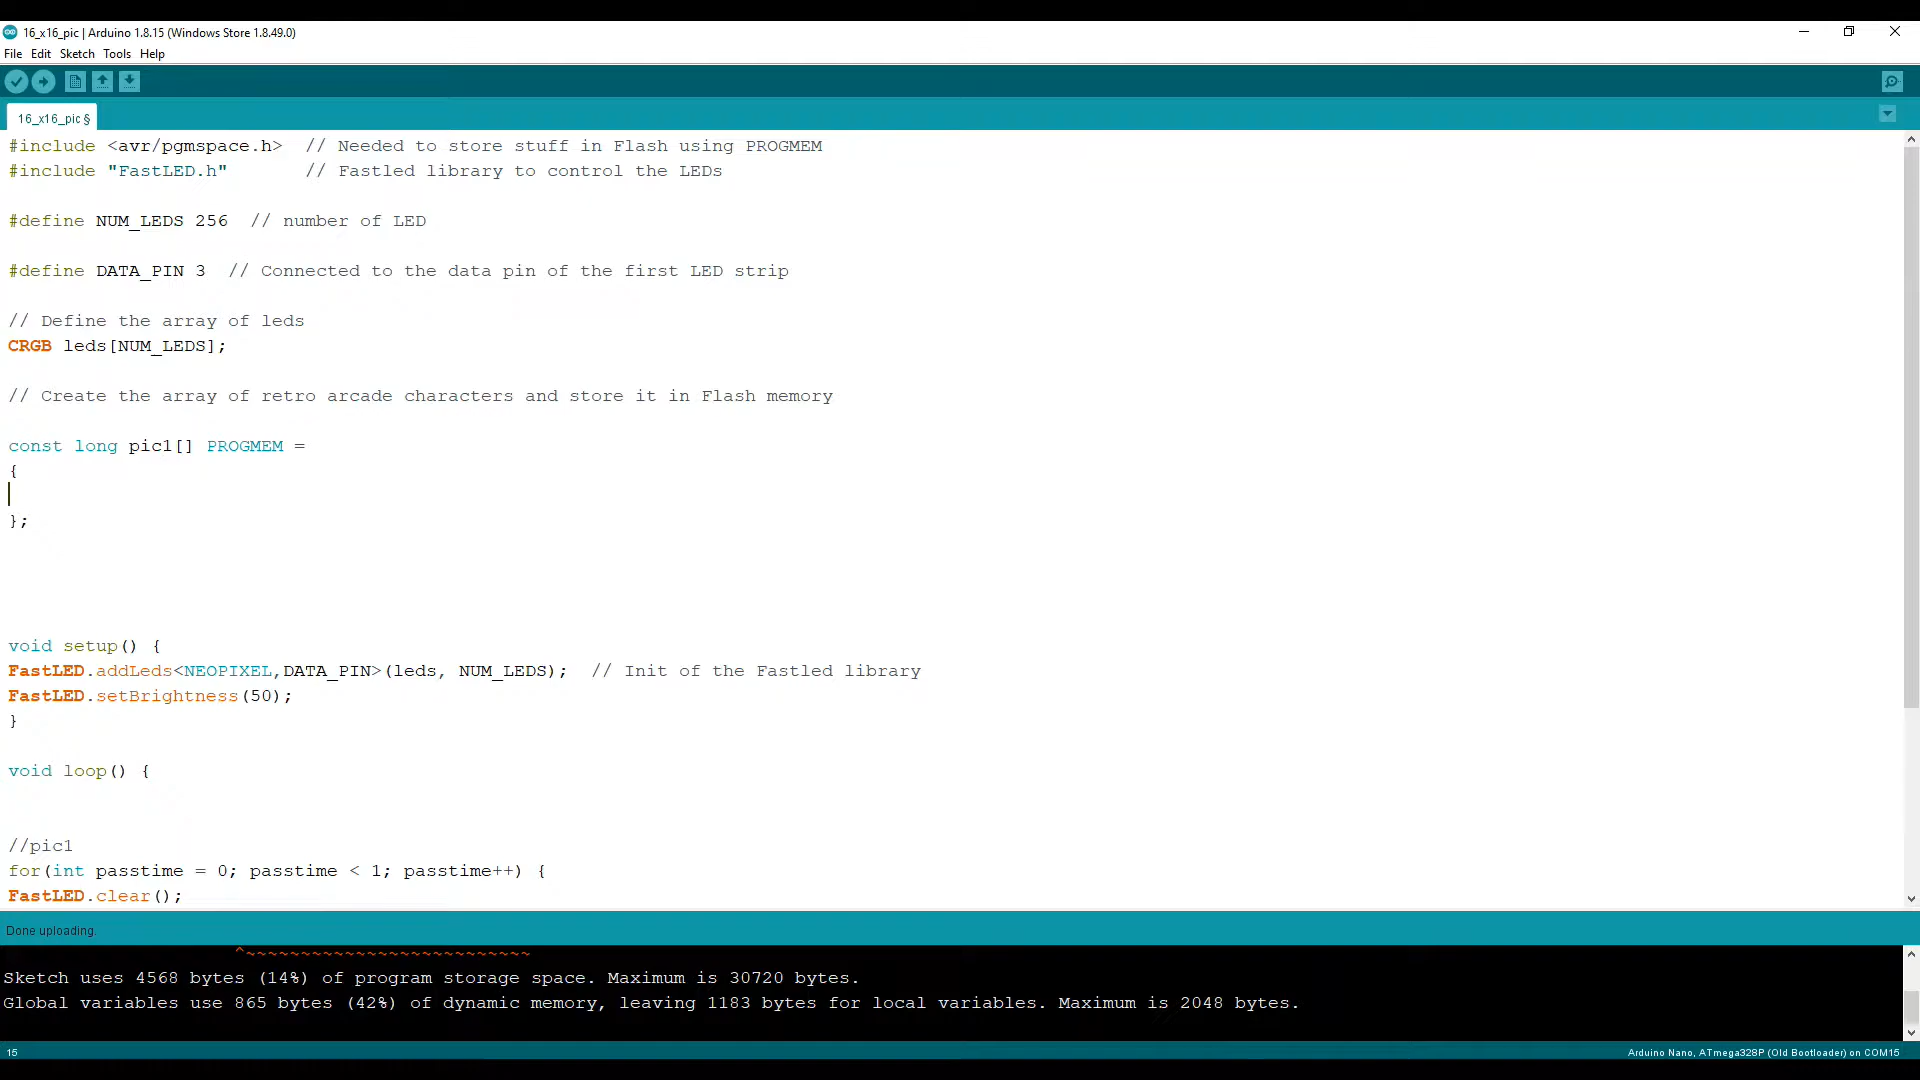 16_x16_pic | Arduino 1.8.15 (Windows Store 1.8.49.0)
File Edit Sketch Tools Help
16_x16_pic §
#include <avr/pgmspace.h>  // Needed to store stuff in Flash using PROGMEM
#include "FastLED.h"       // Fastled library to control the LEDs
#define NUM_LEDS 256  // number of LED
#define DATA_PIN 3  // Connected to the data pin of the first LED strip
// Define the array of leds
CRGB leds[NUM_LEDS];
// Create the array of retro arcade characters and store it in Flash memory
const long pic1[] PROGMEM =
{
};
void setup() {
FastLED.addLeds<NEOPIXEL,DATA_PIN>(leds, NUM_LEDS);  // Init of the Fastled library
FastLED.setBrightness(50);
}
void loop() {
//pic1
for(int passtime = 0; passtime < 1; passtime++) {
FastLED.clear();
Done uploading.
^~~~~~~~~~~~~~~~~~~~~~~~~~~
Sketch uses 4568 bytes (14%) of program storage space. Maximum is 30720 bytes.
Global variables use 865 bytes (42%) of dynamic memory, leaving 1183 bytes for local variables. Maximum is 2048 bytes.
15 Arduino Nano, ATmega328P (Old Bootloader) on COM15